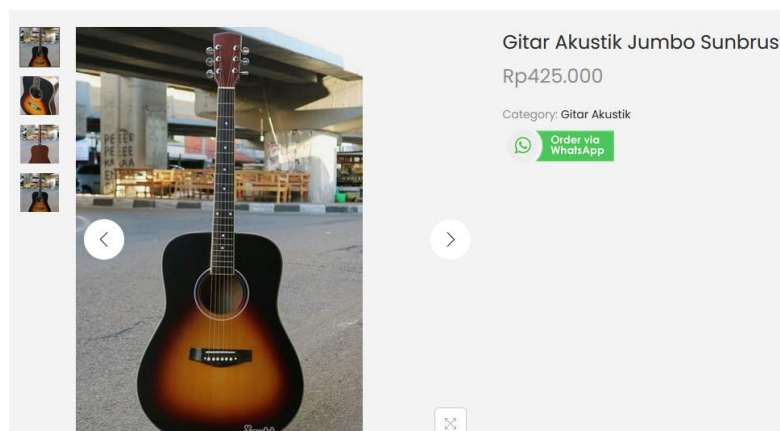 Gitar Akustik Jumbo Sunbrus
Rp425.000
Category: Gitar Akustik
Order via
WhatsApp